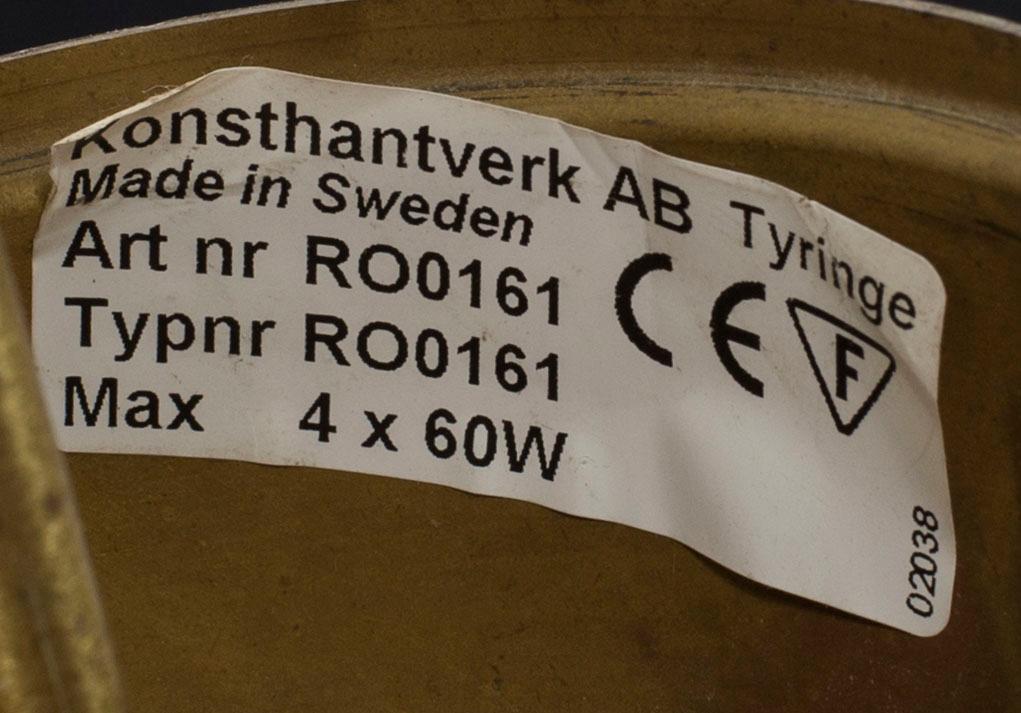 Konsthantverk AB Tyringe
Made in Sweden
Art nr RO0161
Typnr RO0161
Max 4 x 60W
CE F
02038